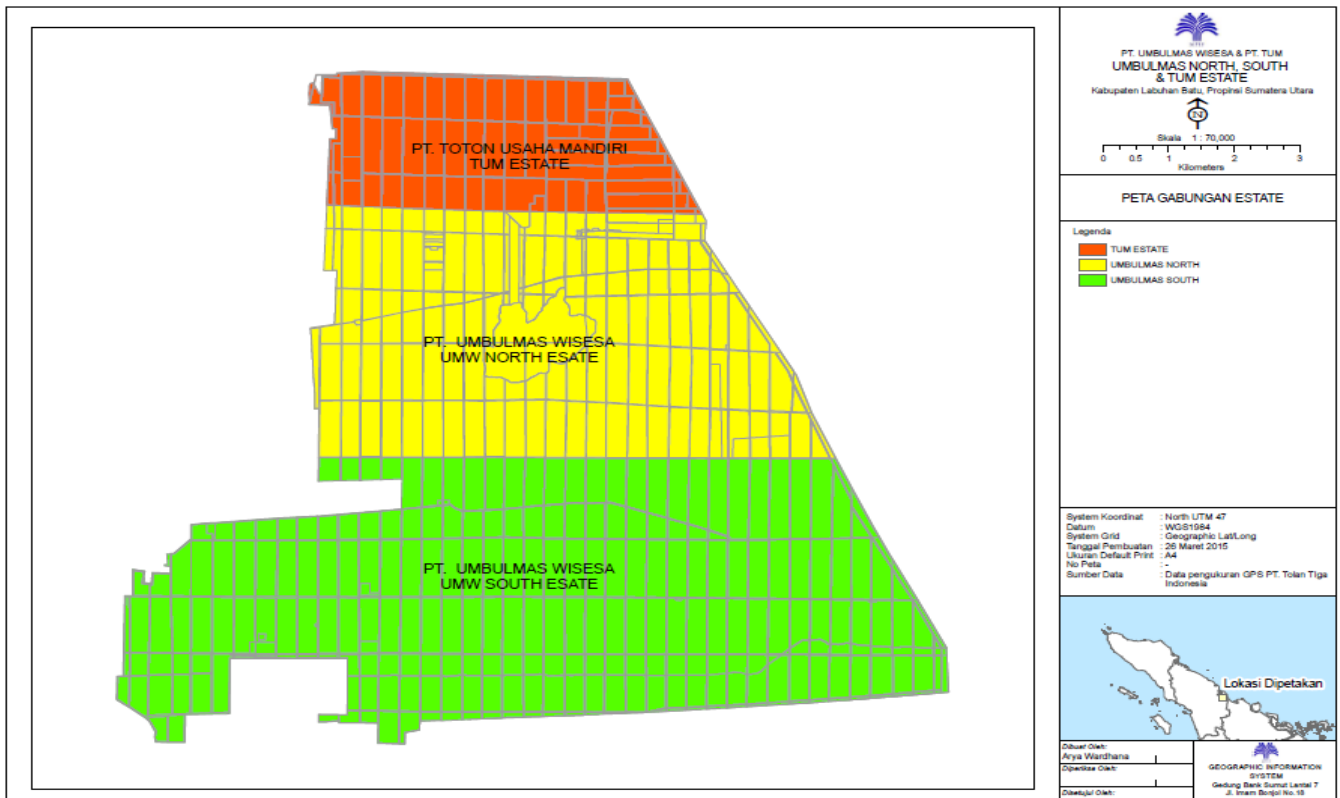 PT. TOTON USAHA MANDIRI
TUM ESTATE
PT. UMBULMAS WISESA
UMW NORTH ESATE
PT. UMBULMAS WISESA
UMW SOUTH ESATE
PT. UMBULMAS WISESA & PT. TUM
UMBULMAS NORTH, SOUTH
& TUM ESTATE
Kabupaten Labuhan Batu, Propinsi Sumatera Utara
N
Skala 1 : 70,000
0 0.5 1 2 3
Kilometers
PETA GABUNGAN ESTATE
Legenda
TUM ESTATE
UMBULMAS NORTH
UMBULMAS SOUTH
System Koordinat : North UTM 47
Datum : WGS1984
System Grid : Geographic Lat/Long
Tanggal Pembuatan : 26 Maret 2015
Ukuran Default Print : A4
No Peta : -
Sumber Data : Data pengukuran GPS PT. Tolan Tiga
Indonesia
Lokasi Dipetakan
Dibuat Oleh:
Arya Wardhana
Diperiksa Oleh:
Disetujui Oleh:
GEOGRAPHIC INFORMATION
SYSTEM
Gedung Bank Sumut Lantai 7
Jl. Imam Bonjol No.18